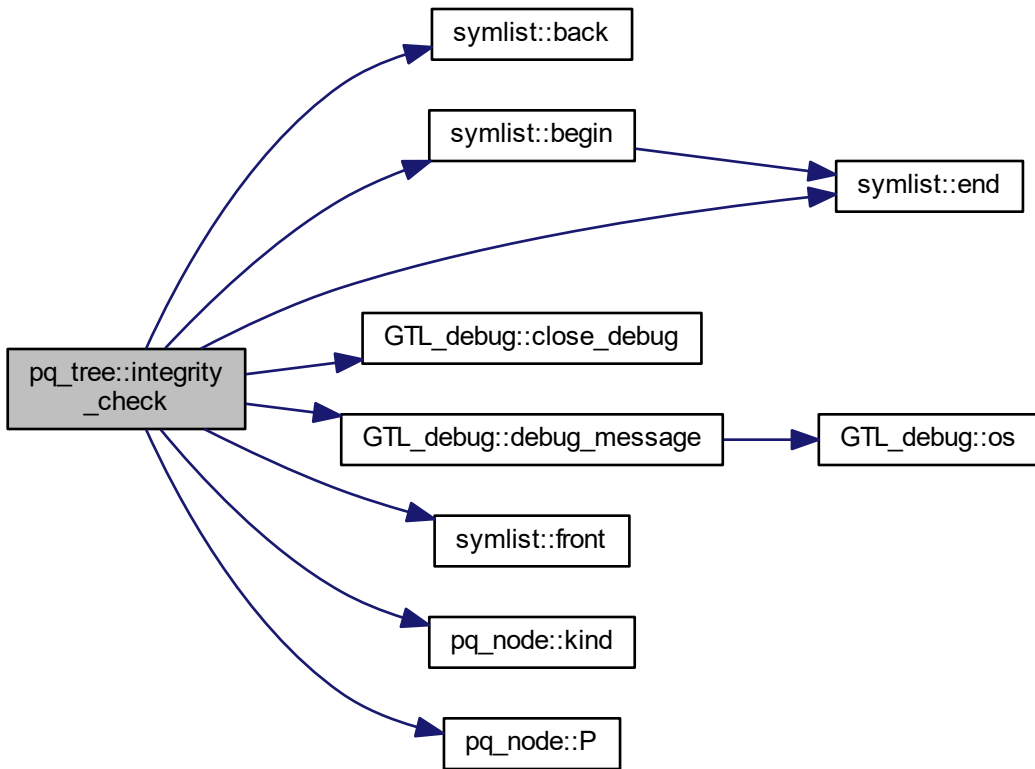 symlist::back
symlist::begin
symlist::end
GTL_debug::close_debug
pq_tree::integrity
_check
GTL_debug::debug_message
GTL_debug::os
symlist::front
pq_node::kind
pq_node::P